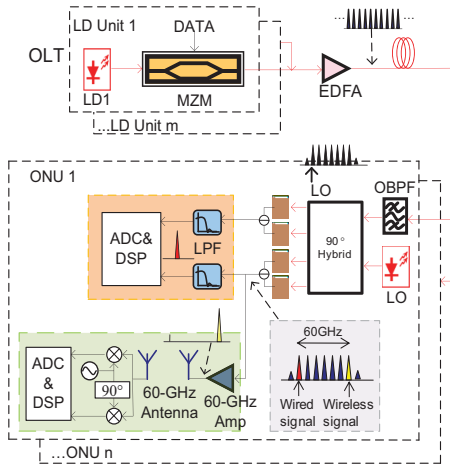 LD Unit 1
DATA
OLT
LD1
MZM
EDFA
...LD Unit m
ONU 1
LO
OBPF
ADC&
DSP
LPF
90°
Hybrid
LO
60GHz
ADC
&
DSP
90°
60-GHz
Antenna
60-GHz
Amp
Wired
signal
Wireless
signal
...ONU n